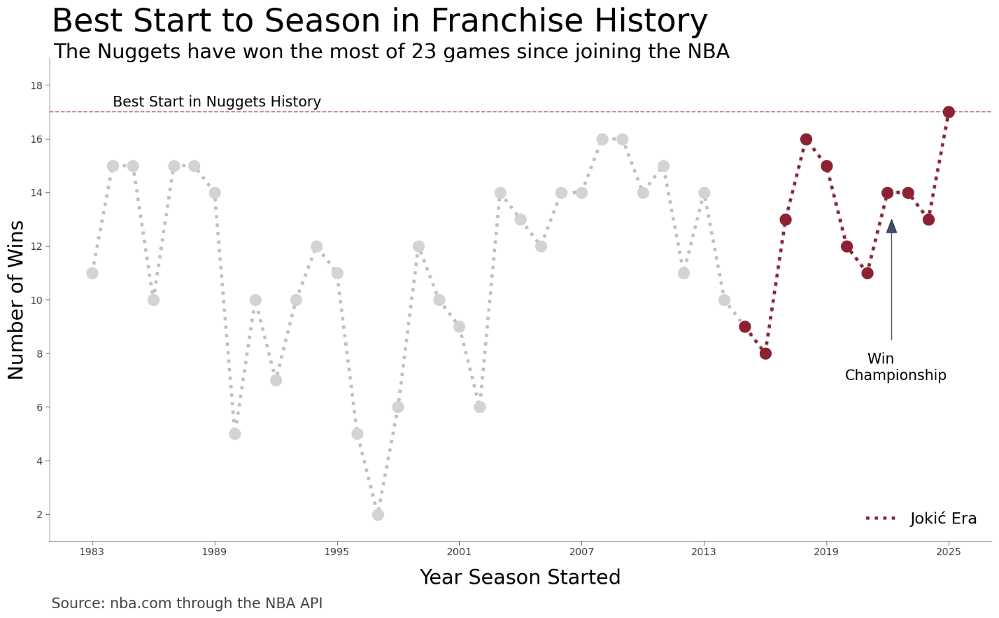 Best Start to Season in Franchise History
The Nuggets have won the most of 23 games since joining the NBA
Best Start in Nuggets History
18
16
14
12
10
8
6
4
2
Number of Wins
Win
Championship
Jokić Era
1983
1989
1995
2001
2007
2013
2019
2025
Year Season Started
Source: nba.com through the NBA API